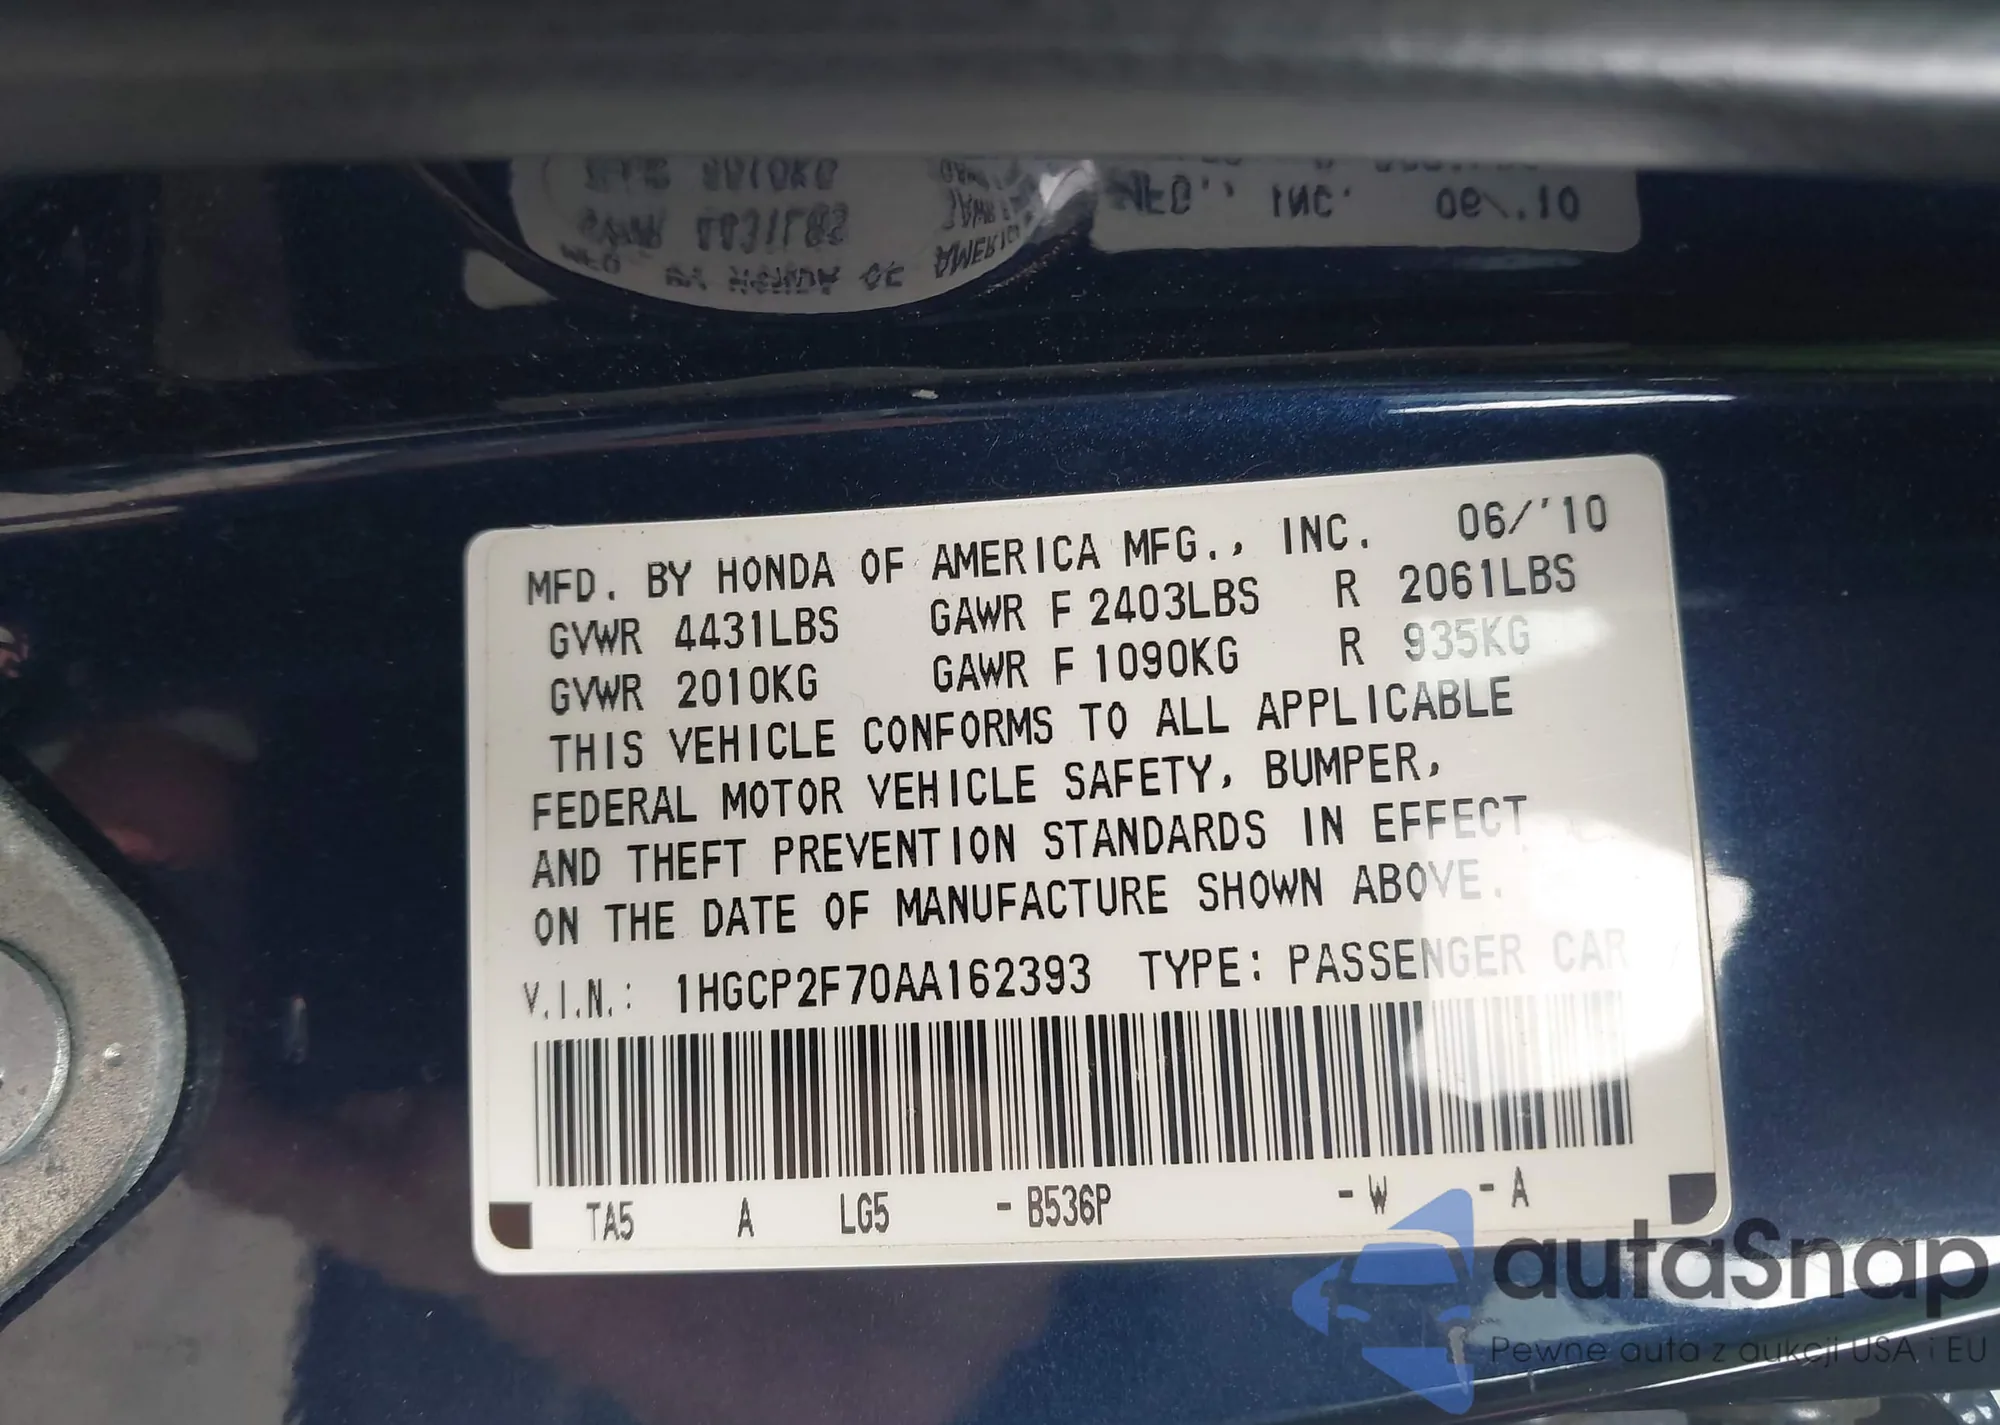 MFD. BY HONDA OF AMERICA MFG., INC. 06/'10
GVWR 4431LBS GAWR F 2403LBS R 2061LBS
GVWR 2010KG GAWR F 1090KG R 935KG
THIS VEHICLE CONFORMS TO ALL APPLICABLE
FEDERAL MOTOR VEHICLE SAFETY, BUMPER,
AND THEFT PREVENTION STANDARDS IN EFFECT
ON THE DATE OF MANUFACTURE SHOWN ABOVE.
V.I.N.: 1HGCP2F70AA162393 TYPE: PASSENGER CAR
TA5 A LG5 - B536P - W - A
autaSnap
Pewne auta z aukcji USA i EU